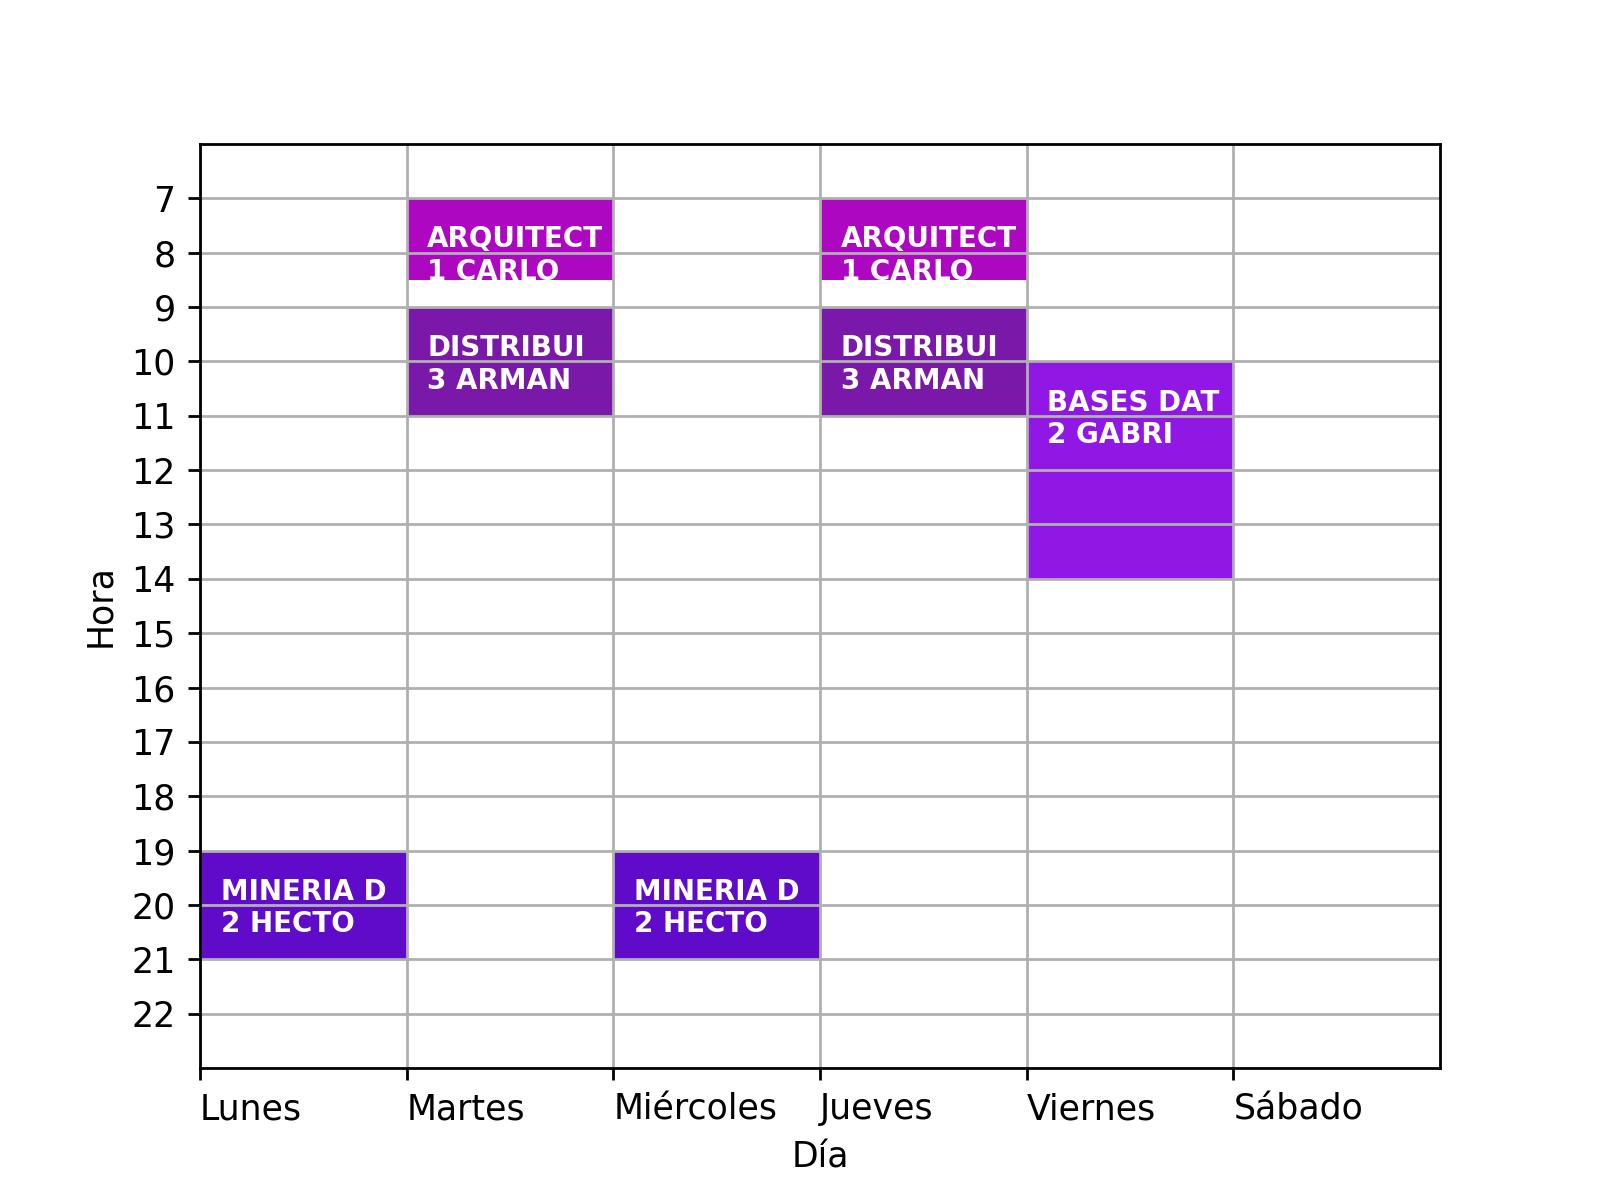 7
8
9
10
11
12
13
14
15
16
17
18
19
20
21
22
Hora
ARQUITECT
1 CARLO
ARQUITECT
1 CARLO
DISTRIBUI
3 ARMAN
DISTRIBUI
3 ARMAN
BASES DAT
2 GABRI
MINERIA D
2 HECTO
MINERIA D
2 HECTO
Lunes Martes Miércoles Jueves Viernes Sábado
Día